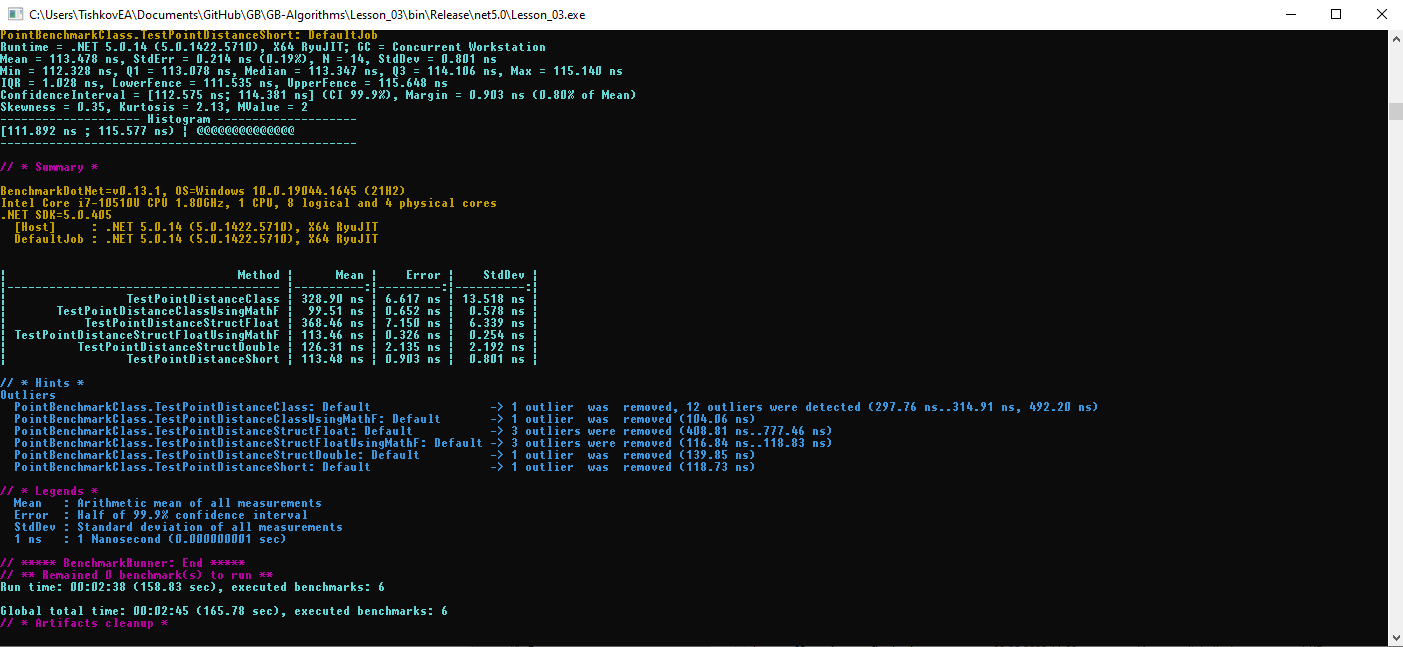 C:\Users\TishkovEA\Documents\GitHub\GB\GB-Algorithms\Lesson_03\bin\Release\net5.0\Lesson_03.exe
PointBenchmarkClass.TestPointDistanceShort: DefaultJob
Runtime = .NET 5.0.14 (5.0.1422.5710), X64 RyuJIT; GC = Concurrent Workstation
Mean = 113.478 ns, StdErr = 0.214 ns (0.19%), N = 14, StdDev = 0.801 ns
Min = 112.328 ns, Q1 = 113.078 ns, Median = 113.347 ns, Q3 = 114.106 ns, Max = 115.140 ns
IQR = 1.028 ns, LowerFence = 111.535 ns, UpperFence = 115.648 ns
ConfidenceInterval = [112.575 ns; 114.381 ns] (CI 99.9%), Margin = 0.903 ns (0.80% of Mean)
Skewness = 0.35, Kurtosis = 2.13, MValue = 2
-------------------- Histogram --------------------
[111.892 ns ; 115.577 ns) | @@@@@@@@@@@@@@
---------------------------------------------------
// * Summary *
BenchmarkDotNet=v0.13.1, OS=Windows 10.0.19044.1645 (21H2)
Intel Core i7-10510U CPU 1.80GHz, 1 CPU, 8 logical and 4 physical cores
.NET SDK=5.0.405
[Host]     : .NET 5.0.14 (5.0.1422.5710), X64 RyuJIT
DefaultJob : .NET 5.0.14 (5.0.1422.5710), X64 RyuJIT
|                                 Method |      Mean |    Error |    StdDev |
|--------------------------------------- |----------:|---------:|----------:|
|                 TestPointDistanceClass | 328.90 ns | 6.617 ns | 13.518 ns |
|       TestPointDistanceClassUsingMathF |  99.51 ns | 0.652 ns |  0.578 ns |
|           TestPointDistanceStructFloat | 368.46 ns | 7.150 ns |  6.339 ns |
| TestPointDistanceStructFloatUsingMathF | 113.46 ns | 0.326 ns |  0.254 ns |
|          TestPointDistanceStructDouble | 126.31 ns | 2.135 ns |  2.192 ns |
|                 TestPointDistanceShort | 113.48 ns | 0.903 ns |  0.801 ns |
// * Hints *
Outliers
PointBenchmarkClass.TestPointDistanceClass: Default                 -> 1 outlier  was  removed, 12 outliers were detected (297.76 ns..314.91 ns, 492.20 ns)
PointBenchmarkClass.TestPointDistanceClassUsingMathF: Default       -> 1 outlier  was  removed (104.06 ns)
PointBenchmarkClass.TestPointDistanceStructFloat: Default           -> 3 outliers were removed (408.81 ns..777.46 ns)
PointBenchmarkClass.TestPointDistanceStructFloatUsingMathF: Default -> 3 outliers were removed (116.84 ns..118.83 ns)
PointBenchmarkClass.TestPointDistanceStructDouble: Default          -> 1 outlier  was  removed (139.85 ns)
PointBenchmarkClass.TestPointDistanceShort: Default                 -> 1 outlier  was  removed (118.73 ns)
// * Legends *
Mean   : Arithmetic mean of all measurements
Error  : Half of 99.9% confidence interval
StdDev : Standard deviation of all measurements
1 ns   : 1 Nanosecond (0.000000001 sec)
// ***** BenchmarkRunner: End *****
// ** Remained 0 benchmark(s) to run **
Run time: 00:02:38 (158.83 sec), executed benchmarks: 6
Global total time: 00:02:45 (165.78 sec), executed benchmarks: 6
// * Artifacts cleanup *